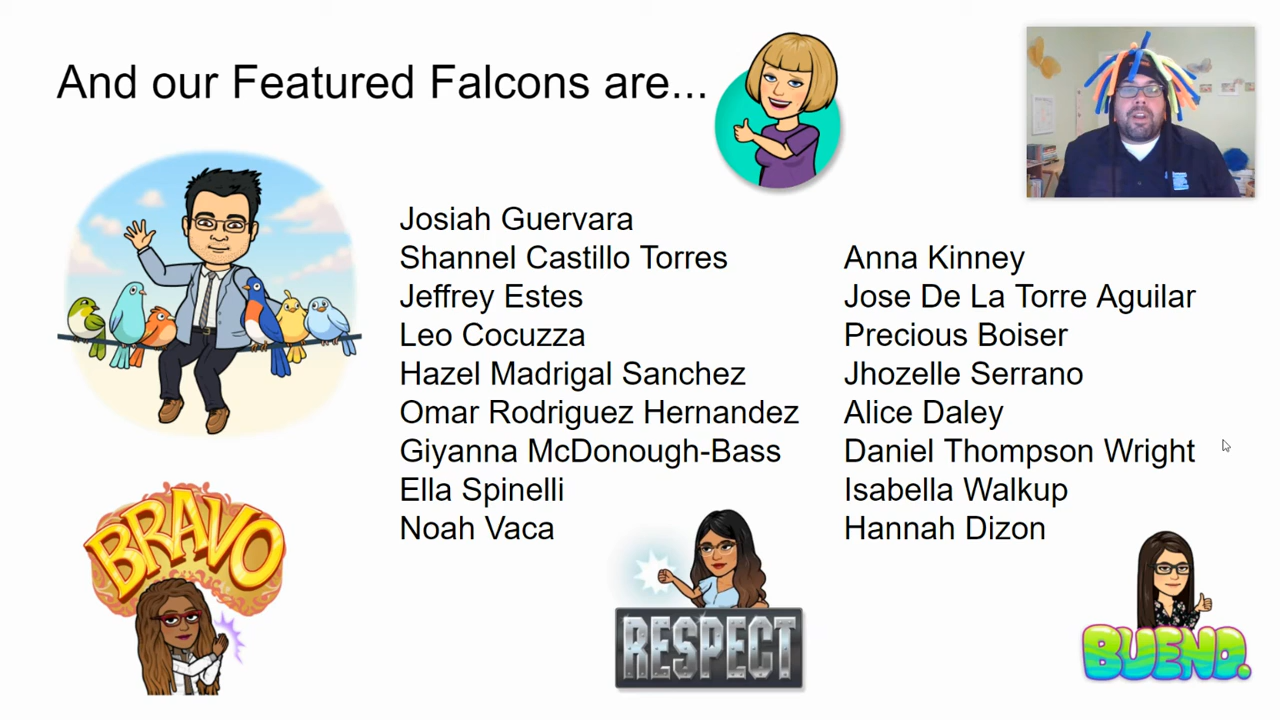 And our Featured Falcons are...
Josiah Guervara
Shannel Castillo Torres
Jeffrey Estes
Leo Cocuzza
Hazel Madrigal Sanchez
Omar Rodriguez Hernandez
Giyanna McDonough-Bass
Ella Spinelli
Noah Vaca
Anna Kinney
Jose De La Torre Aguilar
Precious Boiser
Jhozelle Serrano
Alice Daley
Daniel Thompson Wright
Isabella Walkup
Hannah Dizon
BRAVO
RESPECT
BUENO.